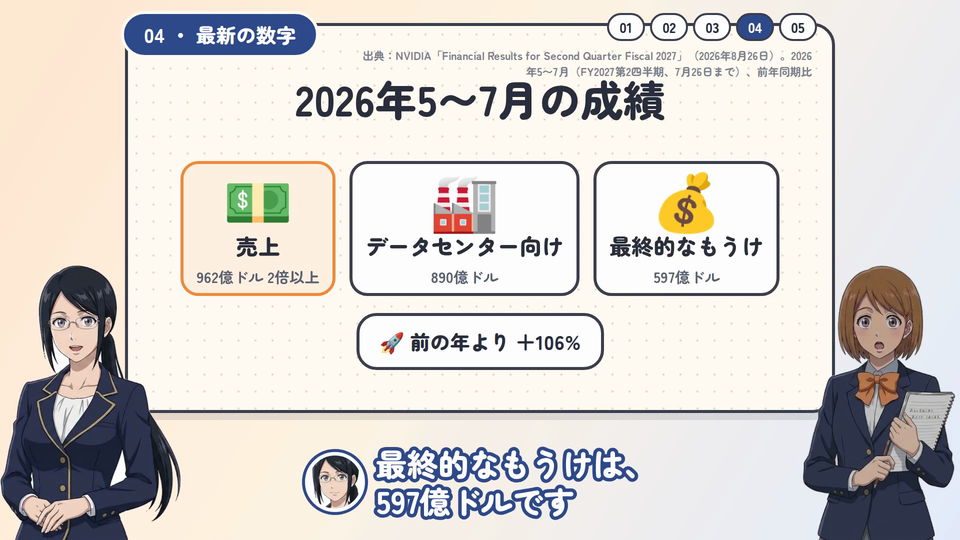 04 ・ 最新の数字
01 02 03 04 05
出典：NVIDIA「Financial Results for Second Quarter Fiscal 2027」（2026年8月26日）。2026
年5〜7月（FY2027第2四半期、7月26日まで）、前年同期比
2026年5〜7月の成績
売上
962億ドル 2倍以上
データセンター向け
890億ドル
最終的なもうけ
597億ドル
🚀 前の年より ＋106%
最終的なもうけは、
597億ドルです